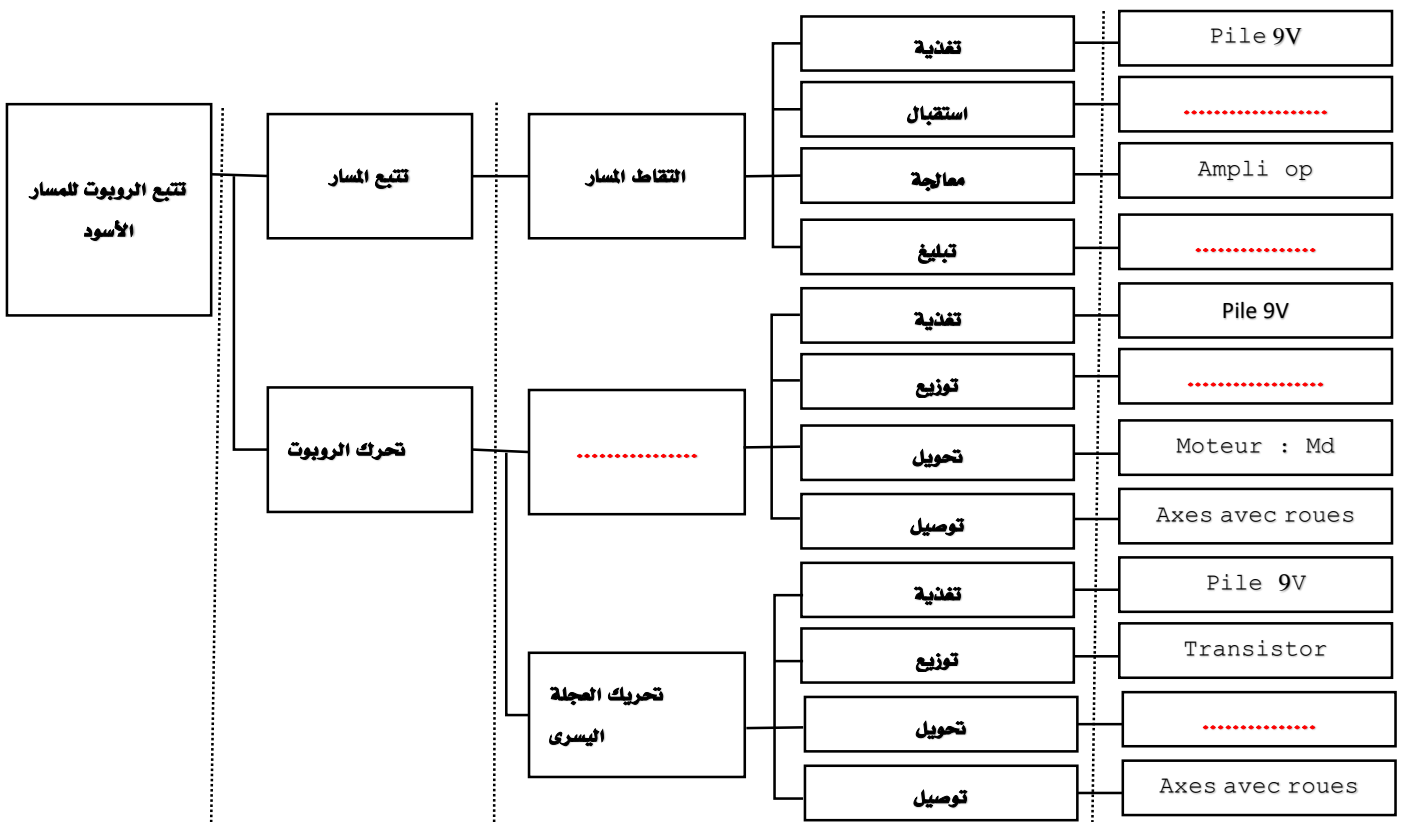 تغذية
Pile 9V
استقبال
....................
تتبع الروبوت للمسار
الأسود
تتبع المسار
التقاط المسار
معالجة
Ampli op
تبليغ
.................
تغذية
Pile 9V
توزيع
...................
تحرك الروبوت
.................
تحويل
Moteur : Md
توصيل
Axes avec roues
تغذية
Pile 9V
توزيع
Transistor
تحريك العجلة
اليسرى
تحويل
................
توصيل
Axes avec roues